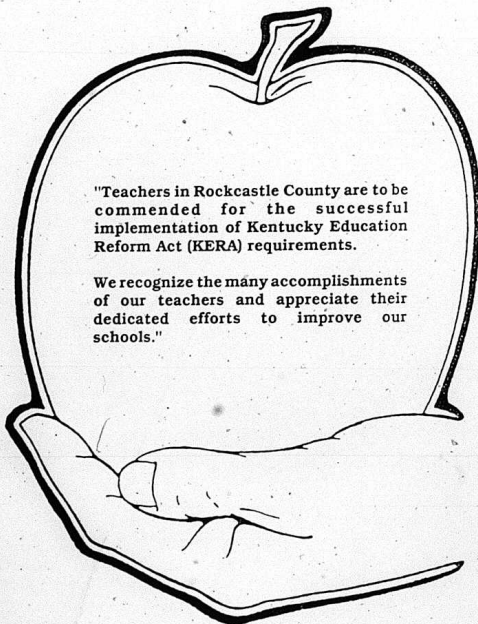 "Teachers in Rockcastle County are to be
commended for the successful
implementation of Kentucky Education
Reform Act (KERA) requirements.
We recognize the many accomplishments
of our teachers and appreciate their
dedicated efforts to improve our
schools."